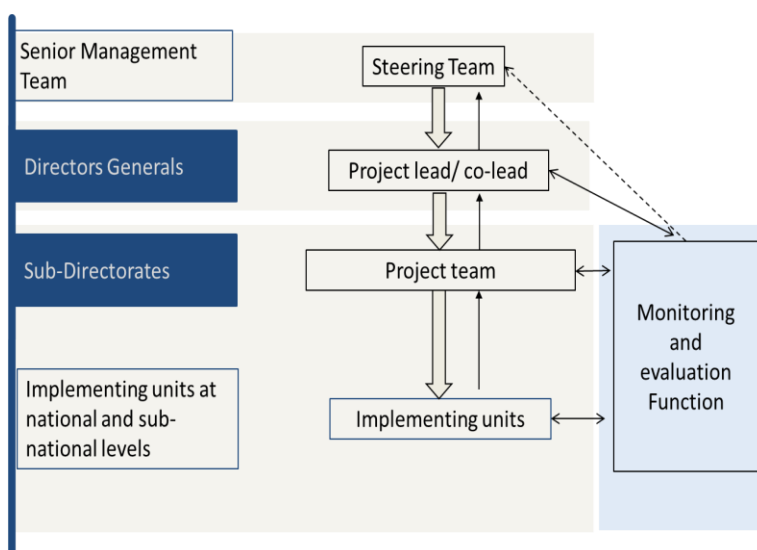 Senior Management
Team
Steering Team
Directors Generals
Project lead/ co-lead
Sub-Directorates
Project team
Monitoring
and
evaluation
Function
Implementing units at
national and sub-
national levels
Implementing units